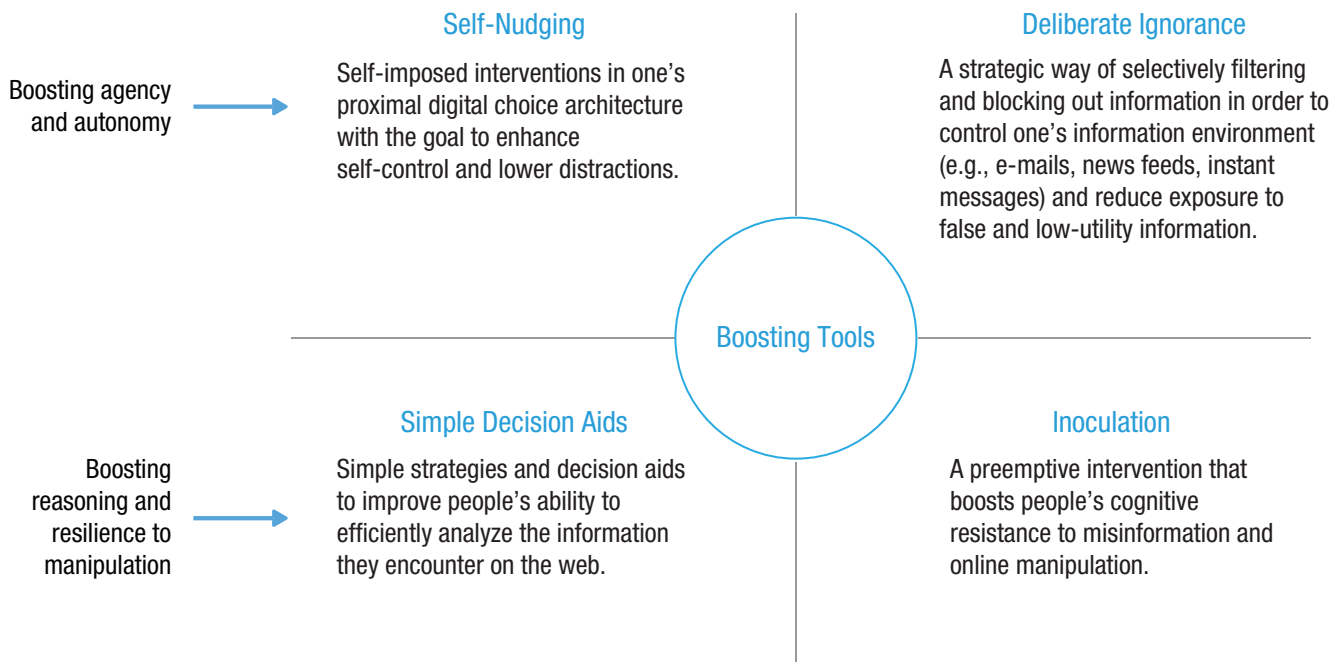 Self-Nudging
Deliberate Ignorance
Boosting agency
and autonomy
Self-imposed interventions in one’s
proximal digital choice architecture
with the goal to enhance
self-control and lower distractions.
A strategic way of selectively filtering
and blocking out information in order to
control one’s information environment
(e.g., e-mails, news feeds, instant
messages) and reduce exposure to
false and low-utility information.
Boosting Tools
Simple Decision Aids
Inoculation
Boosting
reasoning and
resilience to
manipulation
Simple strategies and decision aids
to improve people’s ability to
efficiently analyze the information
they encounter on the web.
A preemptive intervention that
boosts people’s cognitive
resistance to misinformation and
online manipulation.